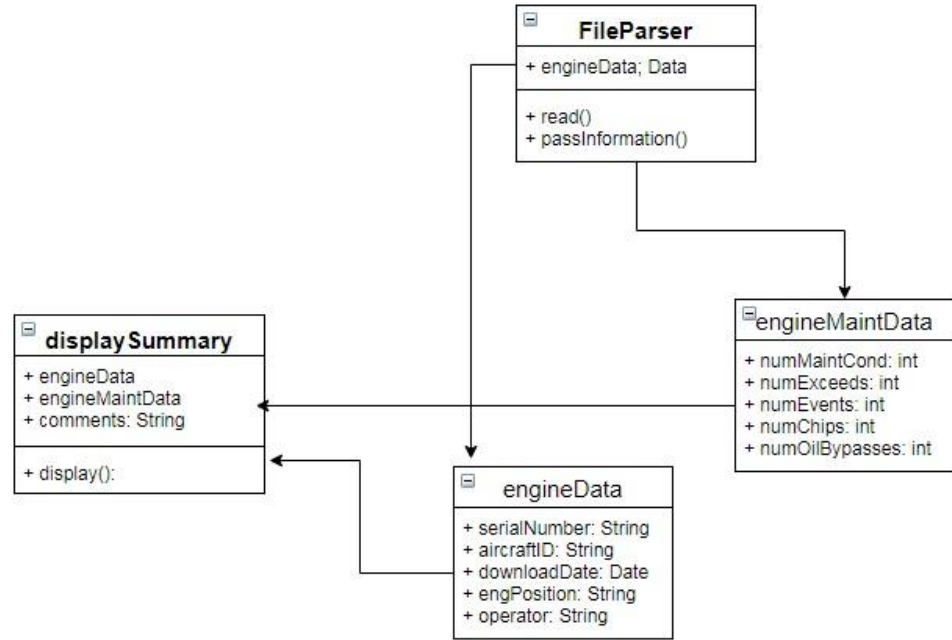 FileParser
+ engineData; Data
+ read()
+ passInformation()
displaySummary
+ engineData
+ engineMaintData
+ comments: String
+ display():
engineMaintData
+ numMaintCond: int
+ numExceeds: int
+ numEvents: int
+ numChips: int
+ numOilBypasses: int
engineData
+ serialNumber: String
+ aircraftID: String
+ downloadDate: Date
+ engPosition: String
+ operator: String